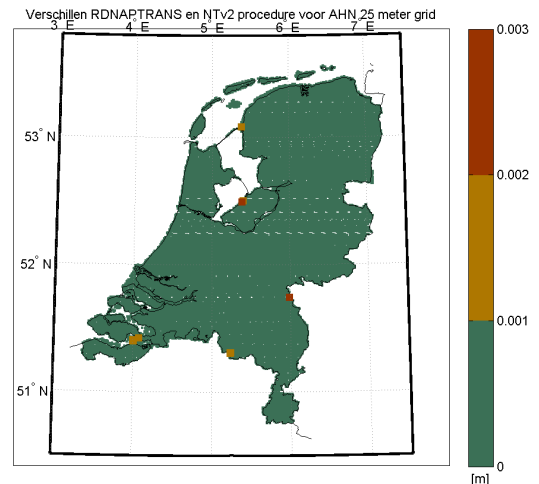 Verschillen RDNAPTRANS en NTv2 procedure voor AHN 25 meter grid
3° E 4° E 5° E 6° E 7° E
53° N
52° N
51° N
0.003
0.002
0.001
0
[m]